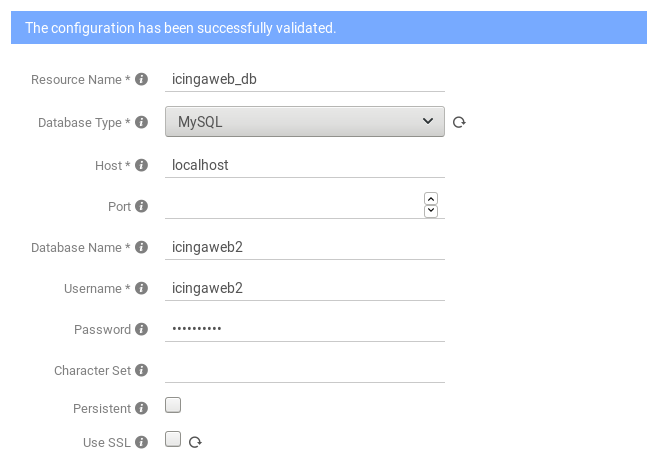 The configuration has been successfully validated.
Resource Name * icingaweb_db
Database Type * MySQL
Host * localhost
Port
Database Name * icingaweb2
Username * icingaweb2
Password ••••••••••
Character Set
Persistent
Use SSL